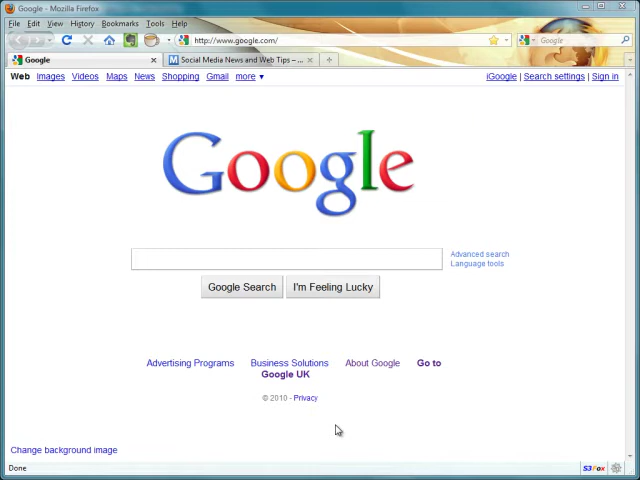 Google - Mozilla Firefox
File Edit View History Bookmarks Tools Help
http://www.google.com/ Google
Google Social Media News and Web Tips – ...
Web Images Videos Maps News Shopping Gmail more ▼ iGoogle | Search settings | Sign in
Google
Advanced search
Language tools
Google Search I'm Feeling Lucky
Advertising Programs Business Solutions About Google Go to
Google UK
© 2010 - Privacy
Change background image
Done S3Fox